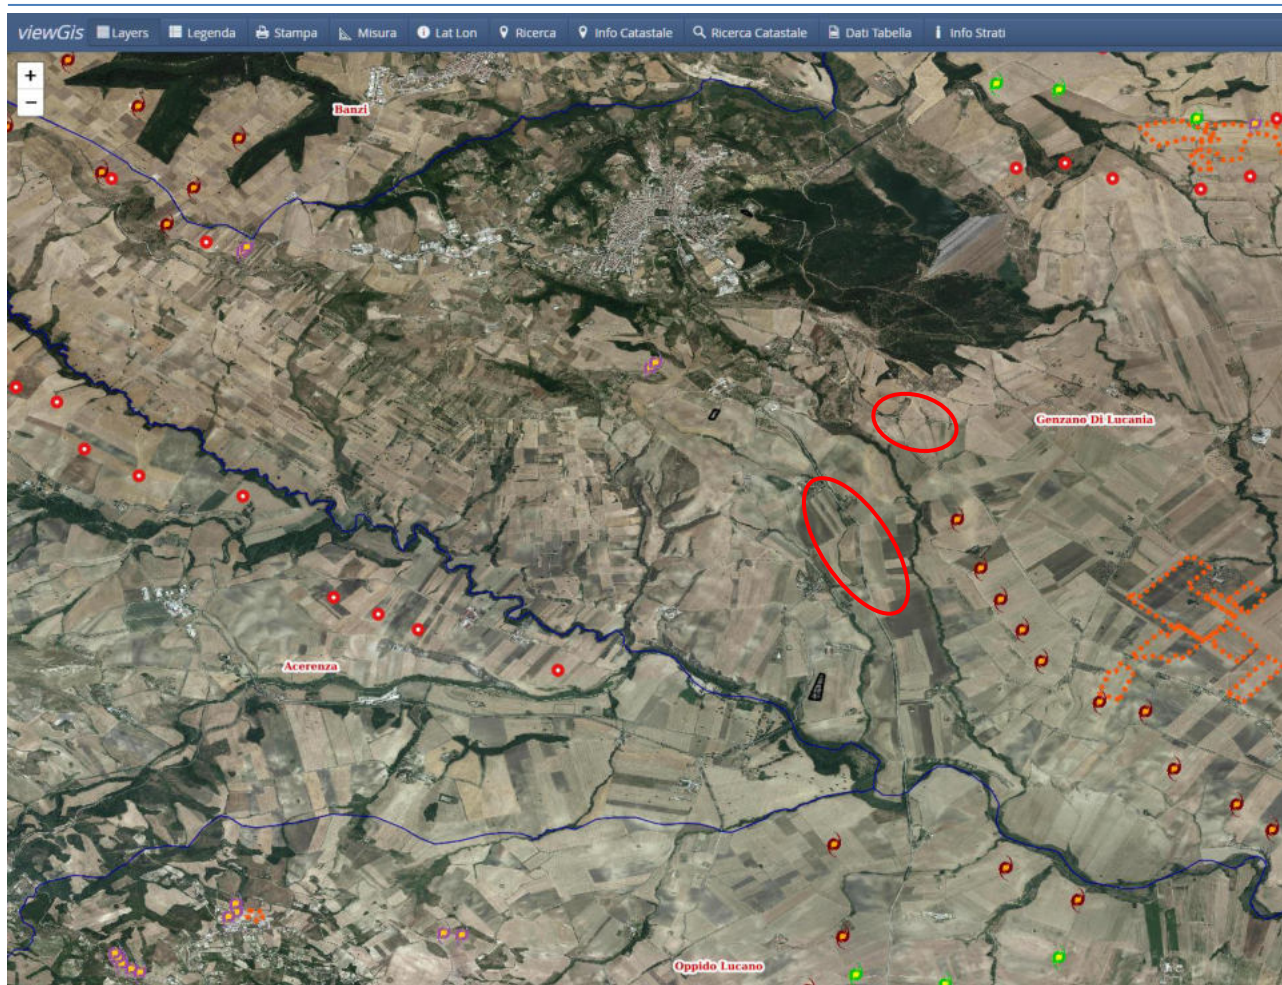 viewGis Layers Legenda Stampa Misura Lat Lon Ricerca Info Catastale Ricerca Catastale Dati Tabella Info Strati
+
−
Banzi
Genzano Di Lucania
Acerenza
Oppido Lucano